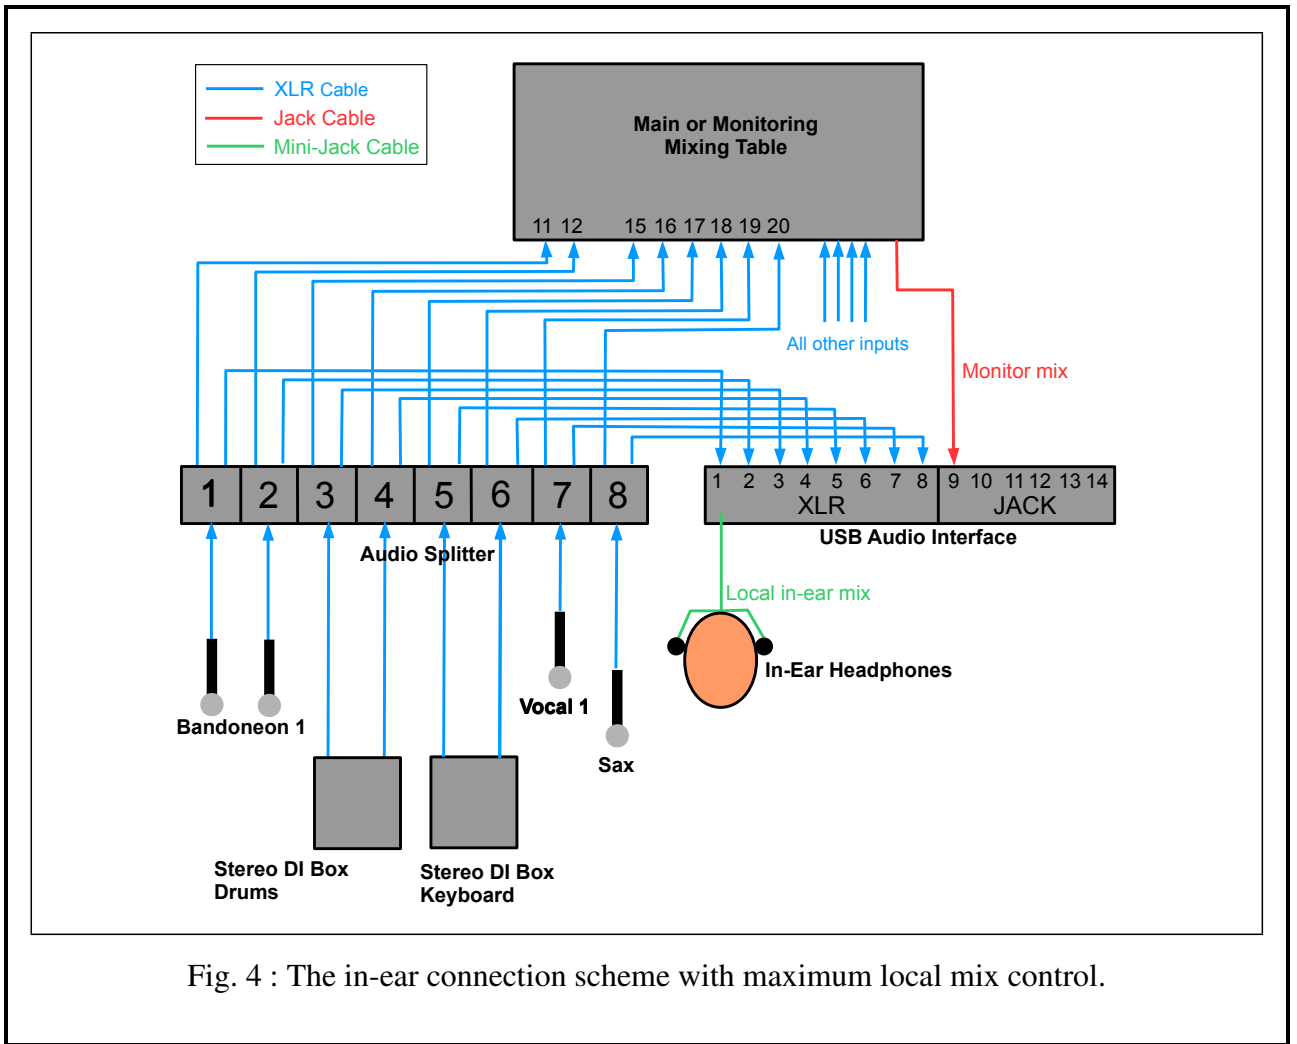 XLR Cable
Jack Cable
Mini-Jack Cable
Main or Monitoring
Mixing Table
11 12 15 16 17 18 19 20
All other inputs
Monitor mix
1 2 3 4 5 6 7 8
1 2 3 4 5 6 7 8 9 10 11 12 13 14
XLR JACK
Audio Splitter
USB Audio Interface
Local in-ear mix
In-Ear Headphones
Bandoneon 1
Vocal 1
Sax
Stereo DI Box
Drums
Stereo DI Box
Keyboard
Fig. 4 : The in-ear connection scheme with maximum local mix control.